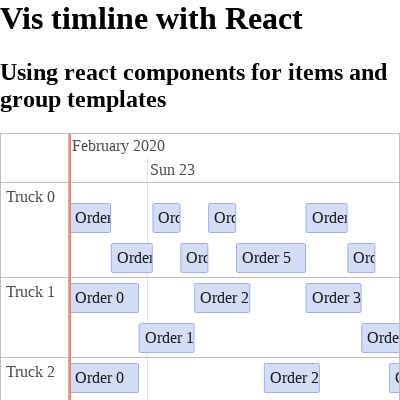 Vis timline with React
Using react components for items and
group templates
February 2020
Sun 23
Truck 0
Order
Order 5
Truck 1
Order 0
Order 2
Order 3
Order 1
Truck 2
Order 0
Order 2